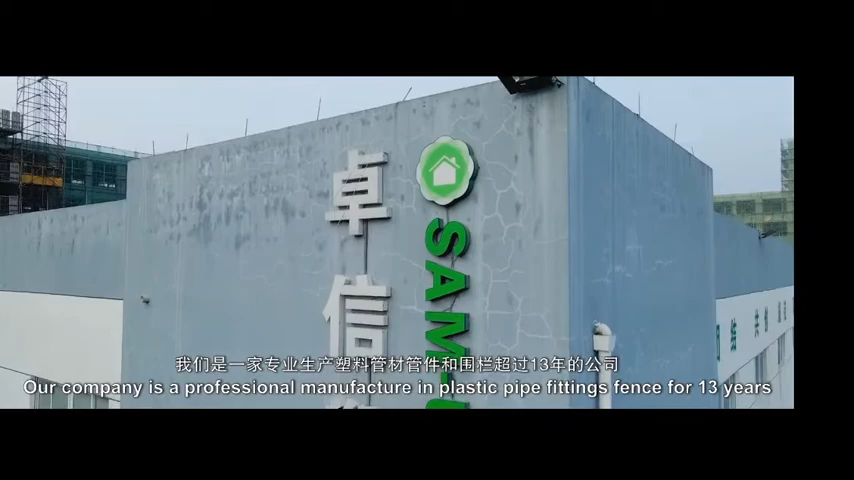 卓信
SAM-U
我们是一家专业生产塑料管材管件和围栏超过13年的公司
Our company is a professional manufacture in plastic pipe fittings fence for 13 years